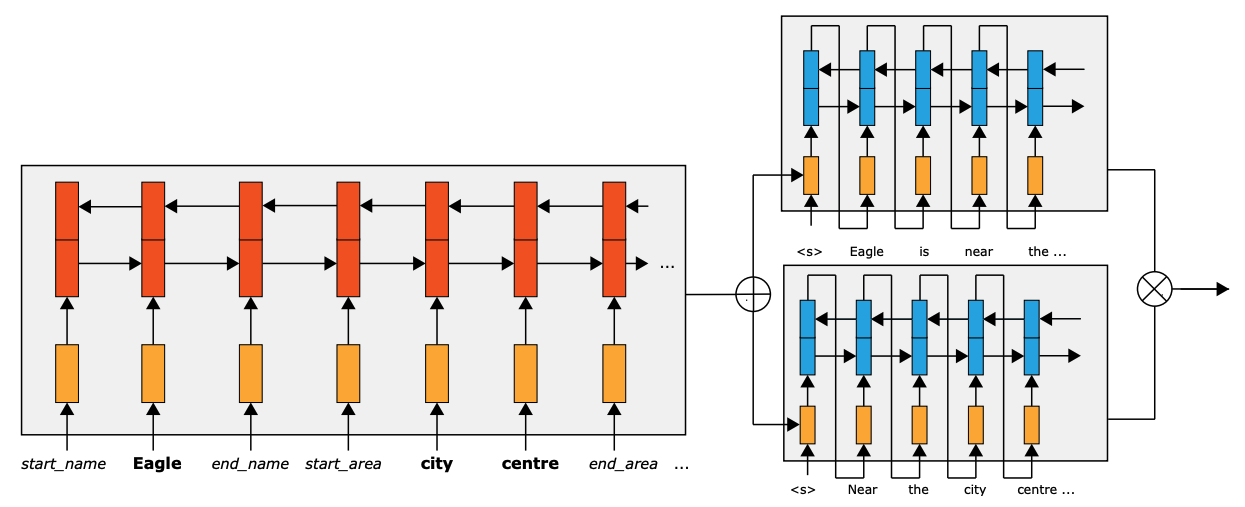 <s> Eagle is near the ...
...
start_name Eagle end_name start_area city centre end_area ...
<s> Near the city centre ...